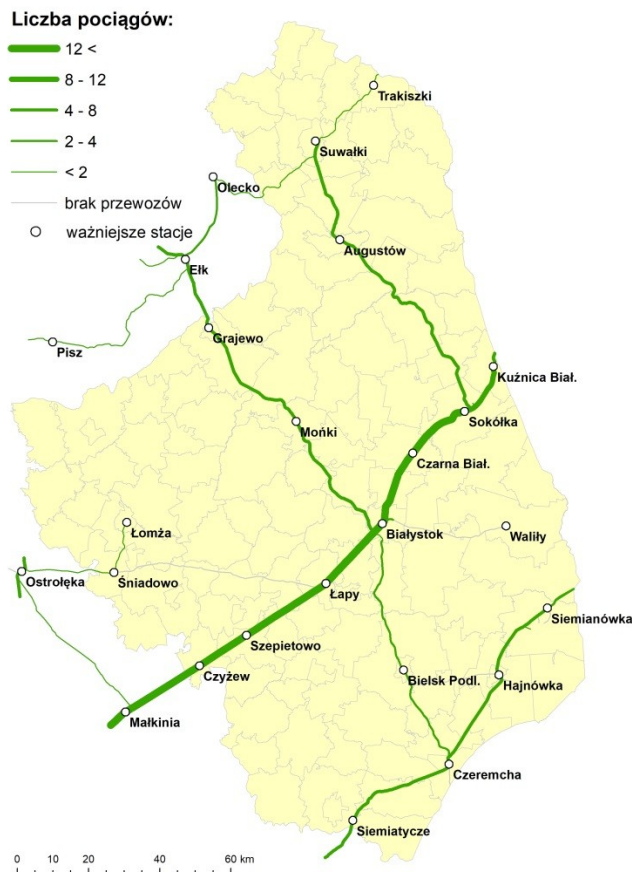 Liczba pociągów:
12 <
8 - 12
4 - 8
2 - 4
< 2
brak przewozów
ważniejsze stacje
Trakiszki
Suwałki
Olecko
Augustów
Ełk
Grajewo
Pisz
Kuźnica Biał.
Sokółka
Mońki
Czarna Biał.
Łomża
Białystok
Waliły
Ostrołęka
Śniadowo
Łapy
Siemianówka
Szepietowo
Czyżew
Bielsk Podl.
Hajnówka
Małkinia
Czeremcha
Siemiatycze
0 10 20 40 60 km